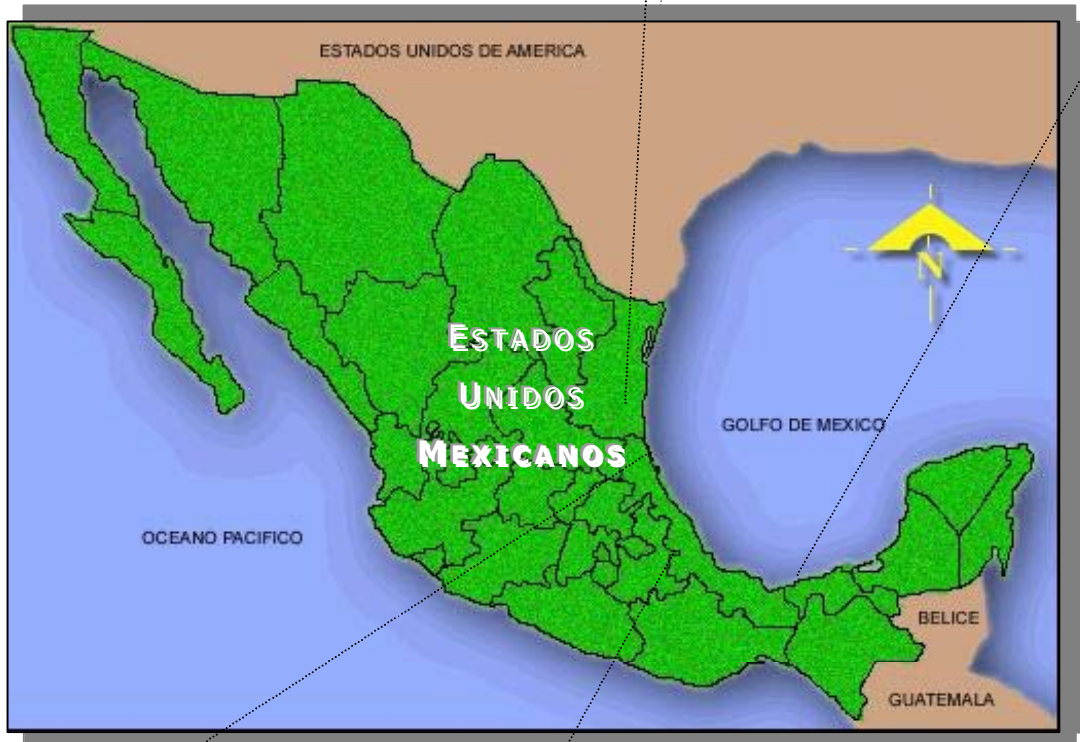 ESTADOS UNIDOS DE AMERICA
N
ESTADOS
UNIDOS
MEXICANOS
GOLFO DE MEXICO
OCEANO PACIFICO
BELICE
GUATEMALA